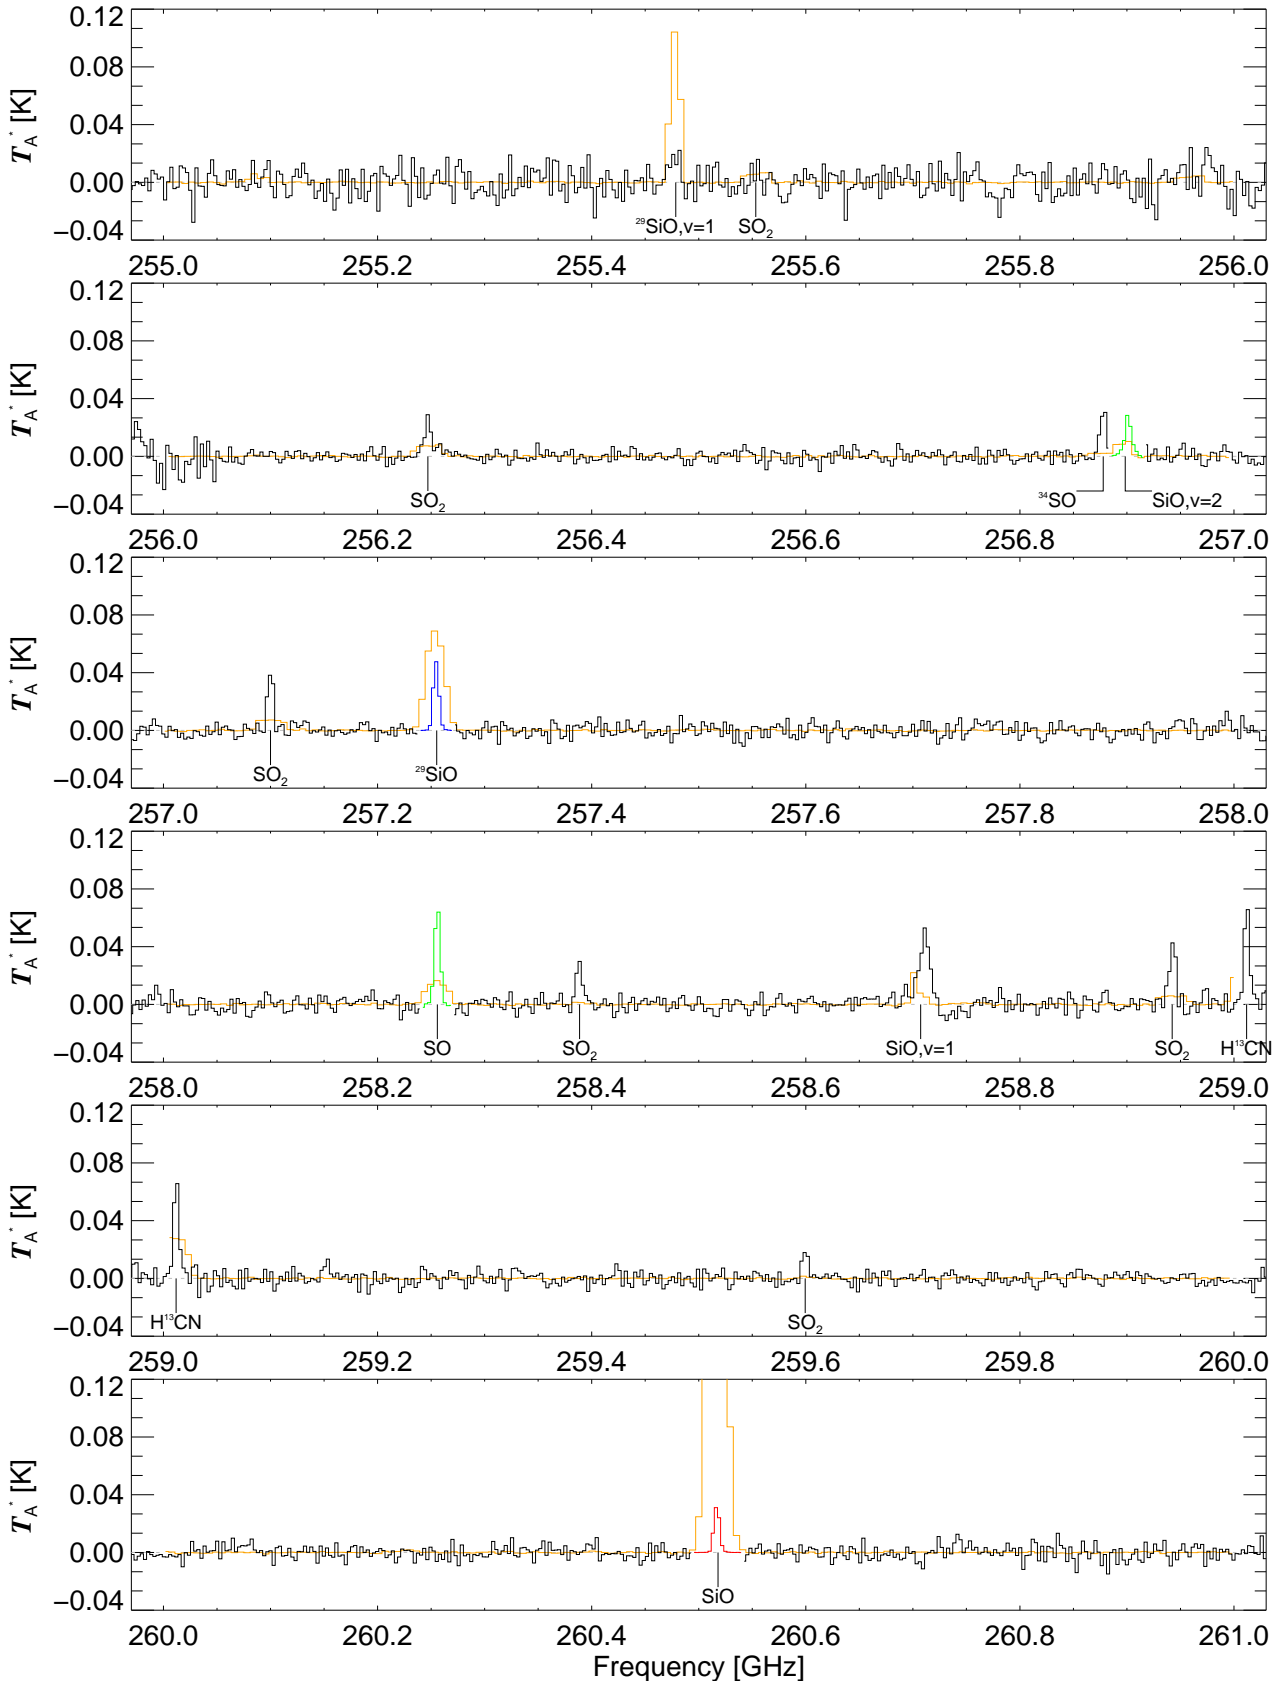 0.12
0.08
0.04
0.00
−0.04
T_A^* [K]
²⁹SiO,v=1 SO₂
255.0 255.2 255.4 255.6 255.8 256.0
0.12
0.08
0.04
0.00
−0.04
T_A^* [K]
SO₂ ³⁴SO SiO,v=2
256.0 256.2 256.4 256.6 256.8 257.0
0.12
0.08
0.04
0.00
−0.04
T_A^* [K]
SO₂ ²⁹SiO
257.0 257.2 257.4 257.6 257.8 258.0
0.12
0.08
0.04
0.00
−0.04
T_A^* [K]
SO SO₂ SiO,v=1 SO₂ H¹³CN
258.0 258.2 258.4 258.6 258.8 259.0
0.12
0.08
0.04
0.00
−0.04
T_A^* [K]
H¹³CN SO₂
259.0 259.2 259.4 259.6 259.8 260.0
0.12
0.08
0.04
0.00
−0.04
T_A^* [K]
SiO
260.0 260.2 260.4 260.6 260.8 261.0
Frequency [GHz]